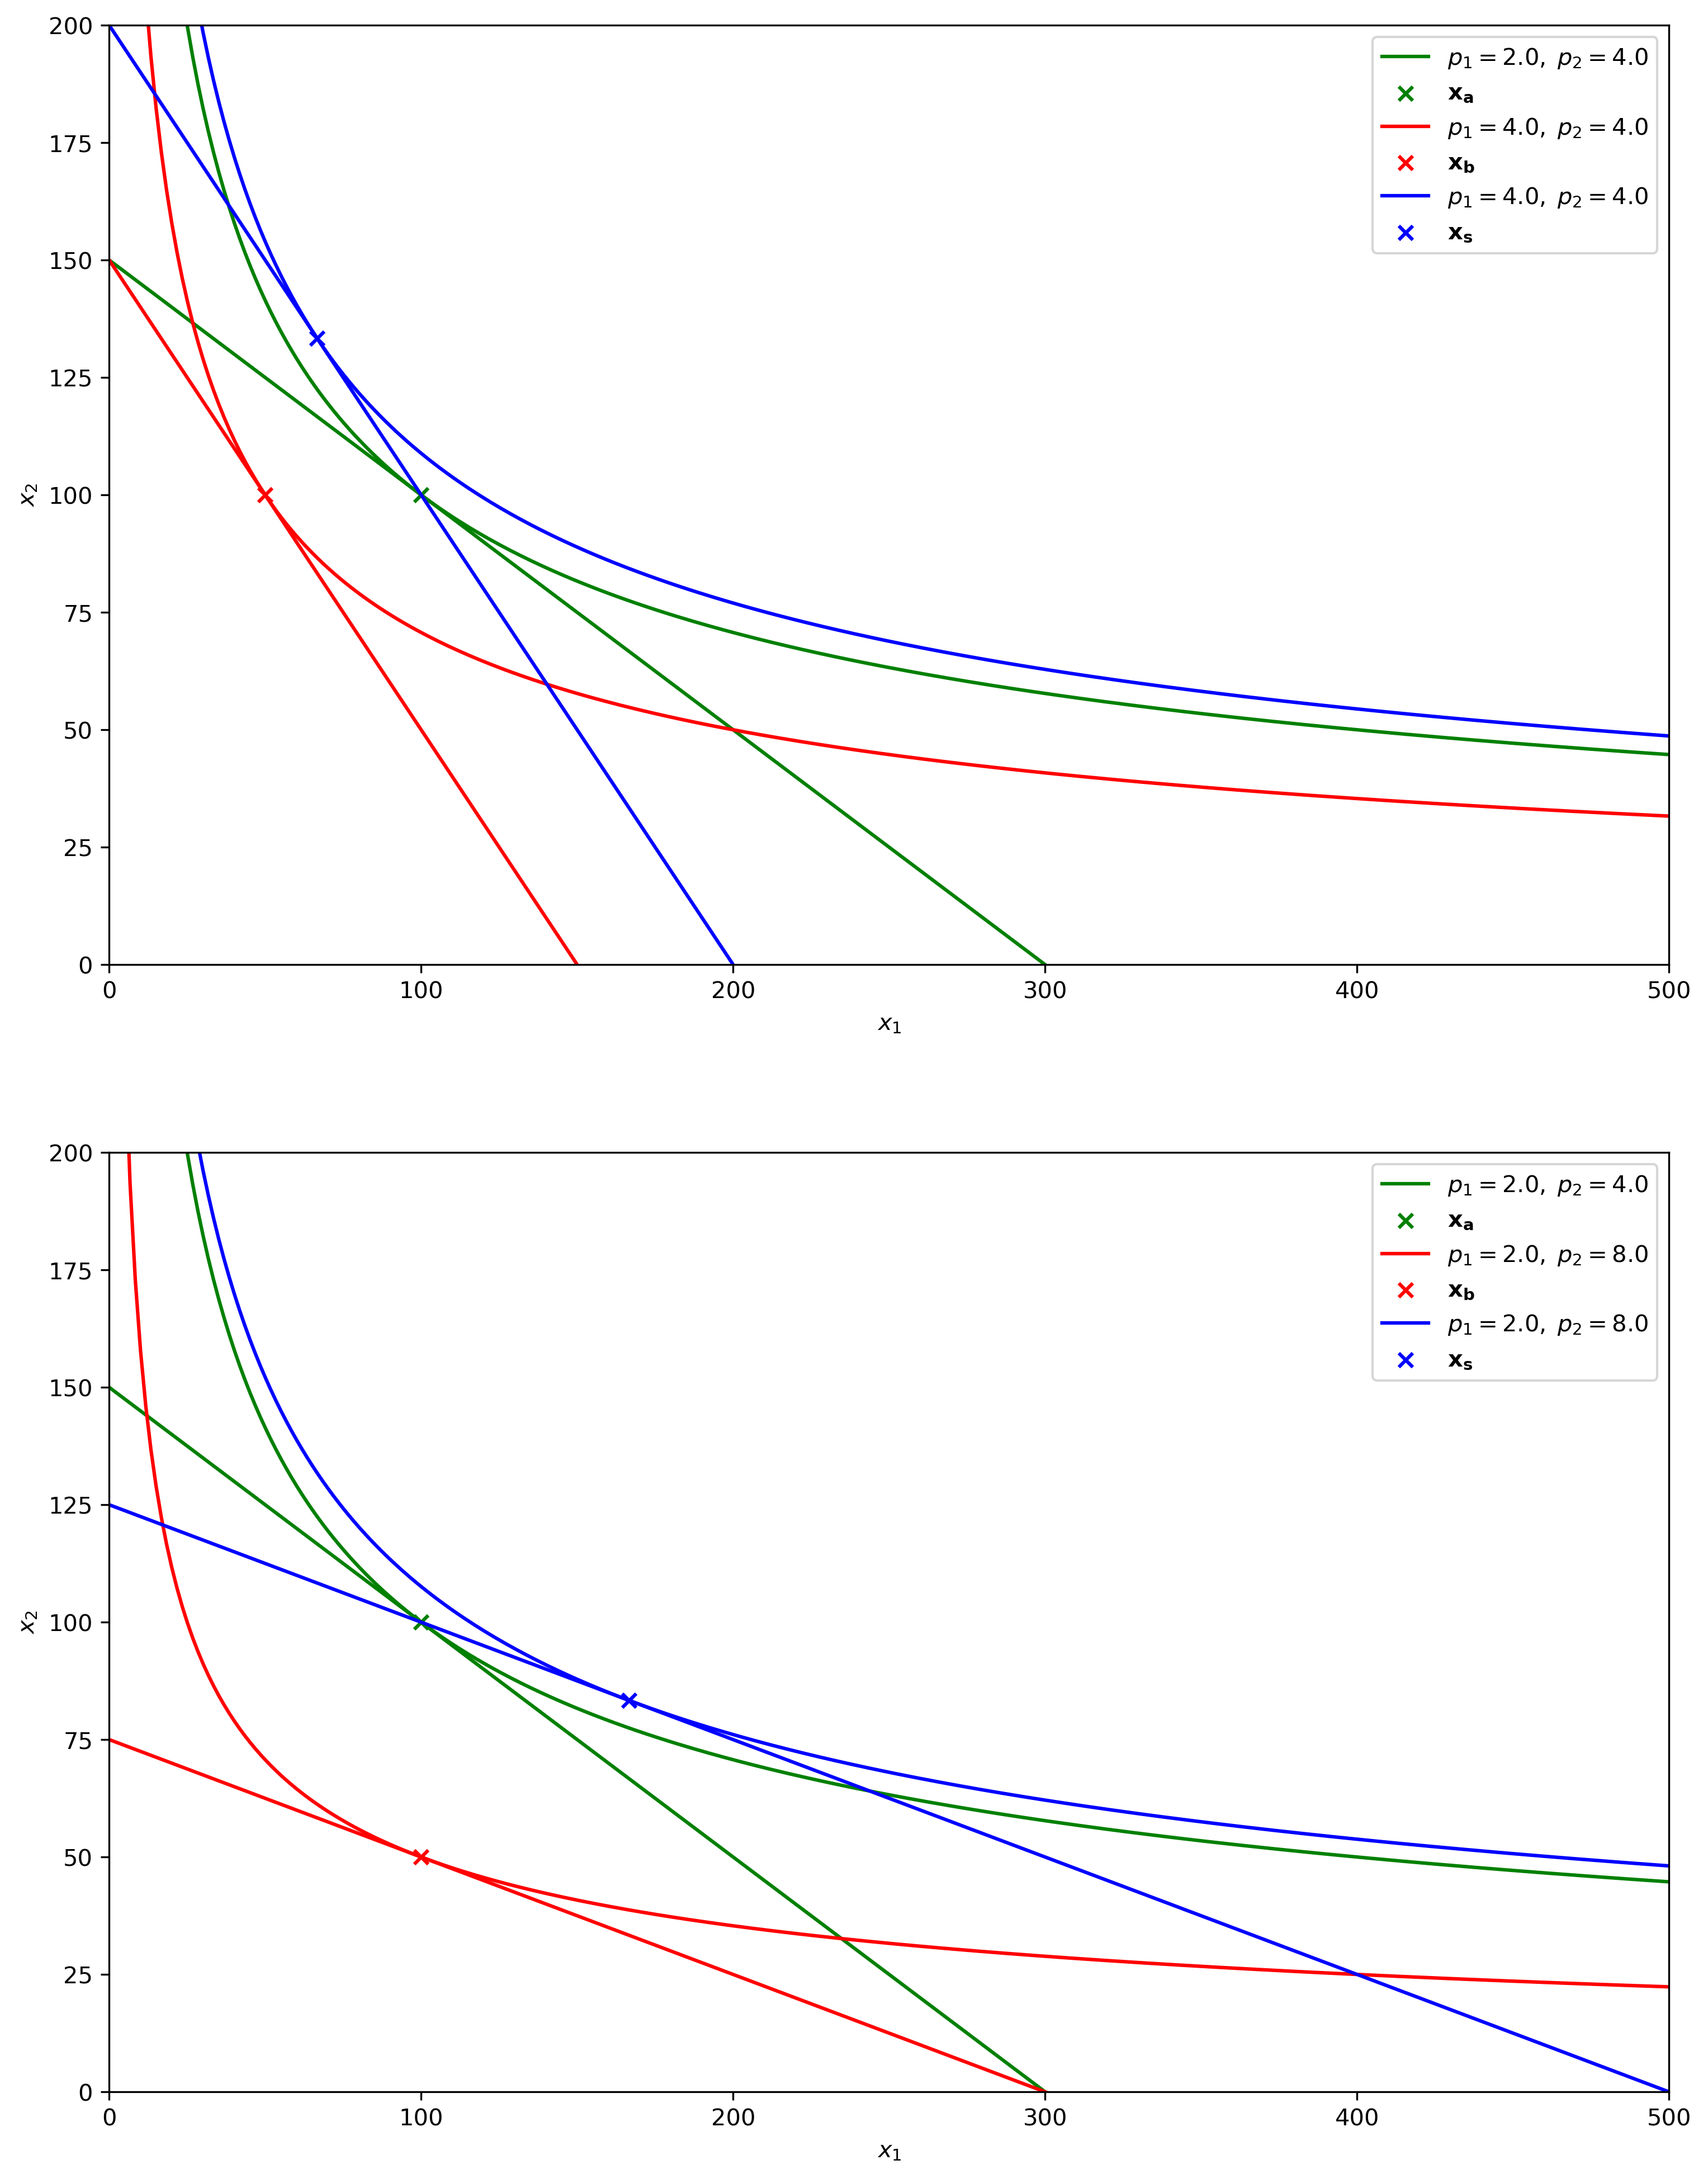 200
175
150
125
100
75
50
25
0
x₂
0 100 200 300 400 500
x₁
p₁ = 2.0, p₂ = 4.0
xₐ
p₁ = 4.0, p₂ = 4.0
x_b
p₁ = 4.0, p₂ = 4.0
xₛ
200
175
150
125
100
75
50
25
0
x₂
0 100 200 300 400 500
x₁
p₁ = 2.0, p₂ = 4.0
xₐ
p₁ = 2.0, p₂ = 8.0
x_b
p₁ = 2.0, p₂ = 8.0
xₛ